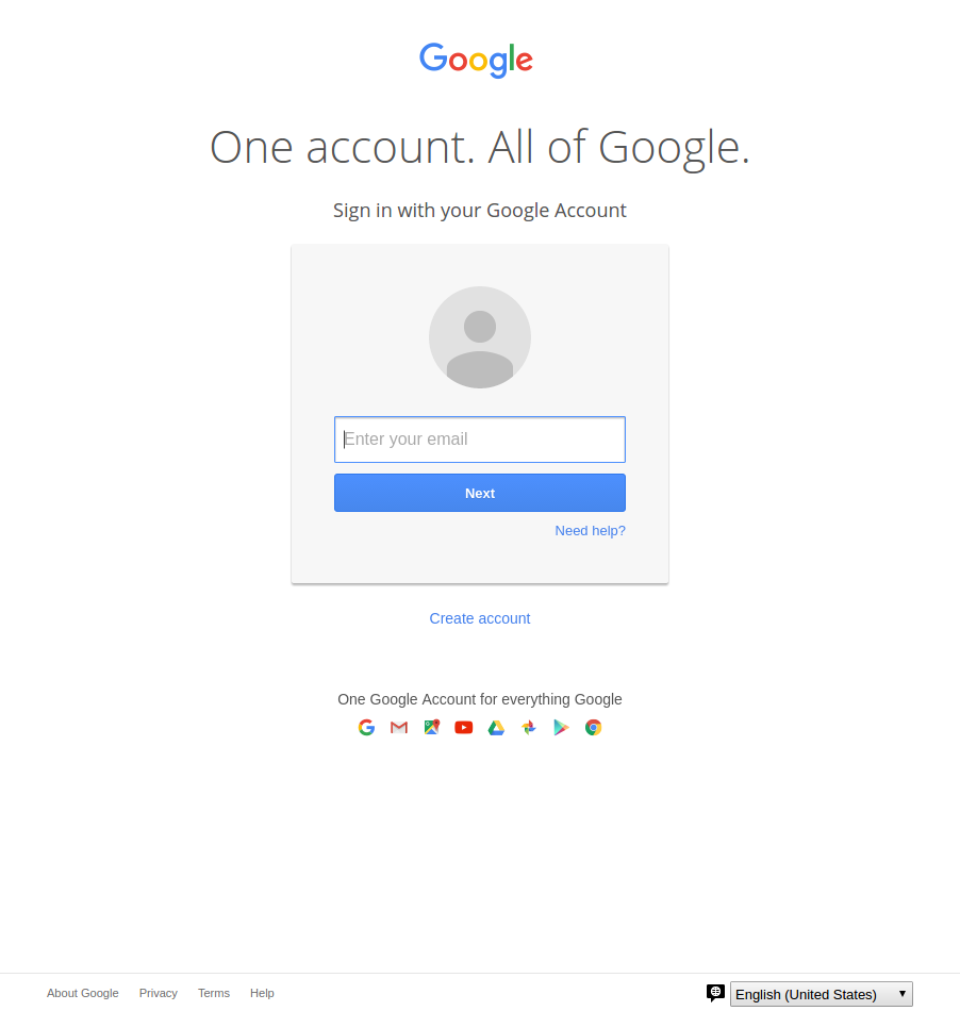 Google
One account. All of Google.
Sign in with your Google Account
Enter your email
Next
Need help?
Create account
One Google Account for everything Google
About Google Privacy Terms Help English (United States)